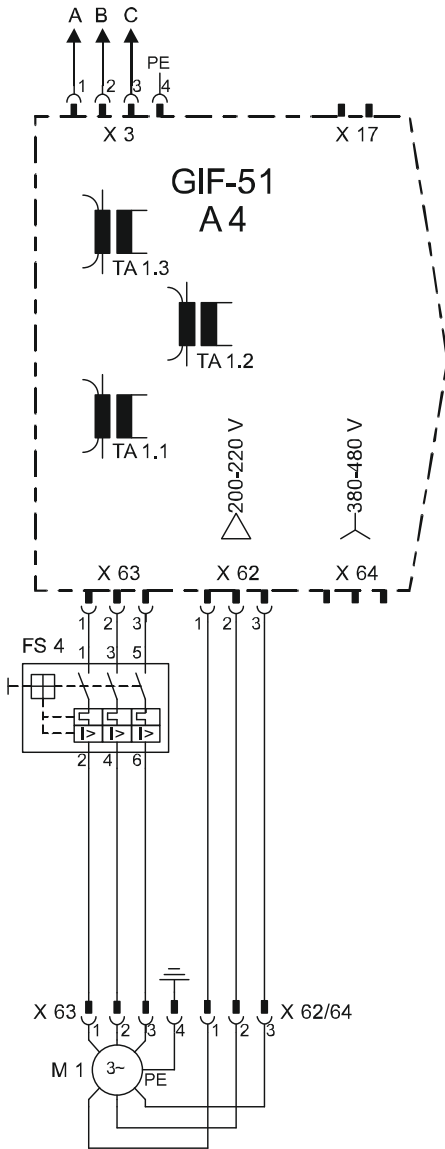 A B C
PE
1 2 3 4
X 3 X 17
GIF-51
A 4
TA 1.3
TA 1.2
TA 1.1
200-220 V
380-480 V
X 63 X 62 X 64
1 2 3 1 2 3
FS 4 1 3 5
I> I> I>
2 4 6
X 63 X 62/64
1 2 3 4 1 2 3
M 1 3~ PE